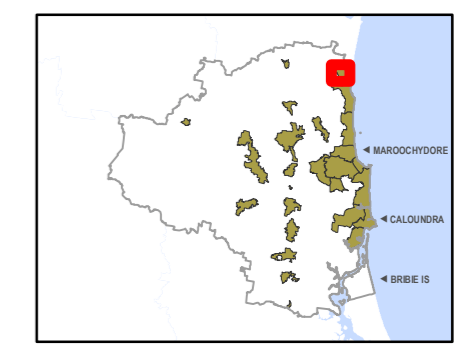 ◄ MAROOCHYDORE
◄ CALOUNDRA
◄ BRIBIE IS